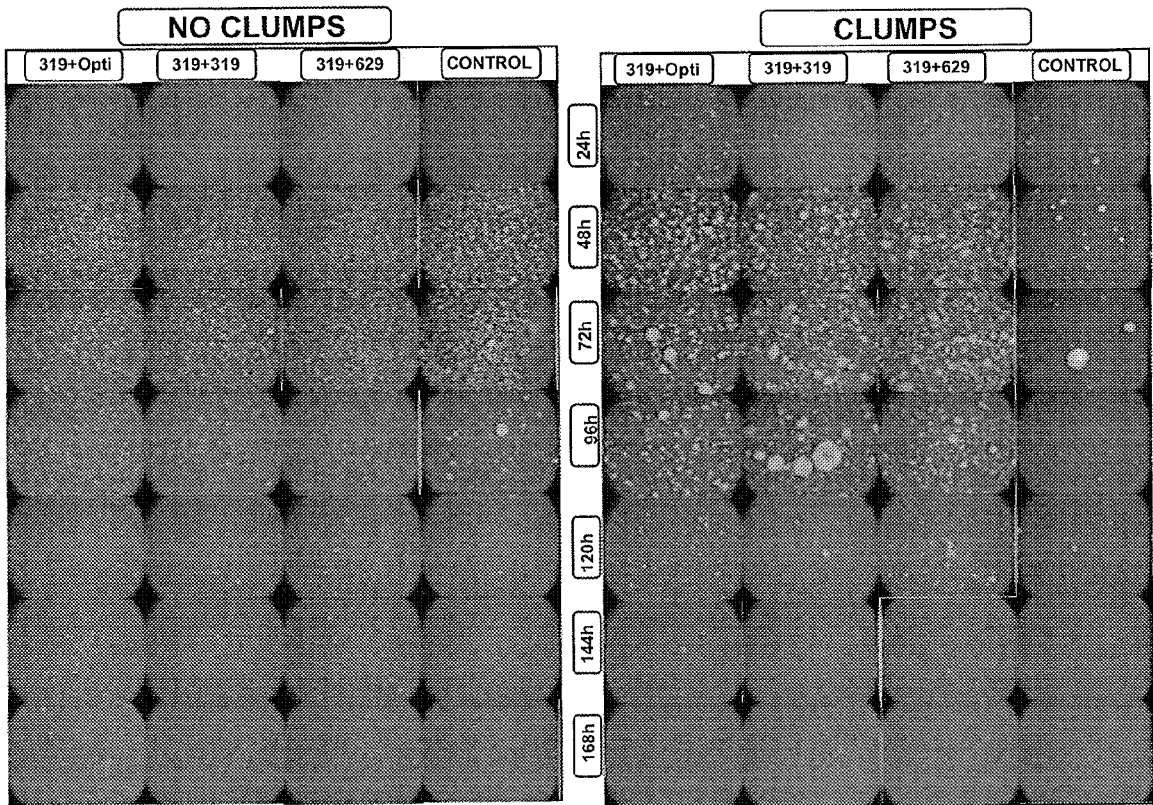 NO CLUMPS
CLUMPS
319+Opti
319+319
319+629
CONTROL
319+Opti
319+319
319+629
CONTROL
24h
48h
72h
96h
120h
144h
168h